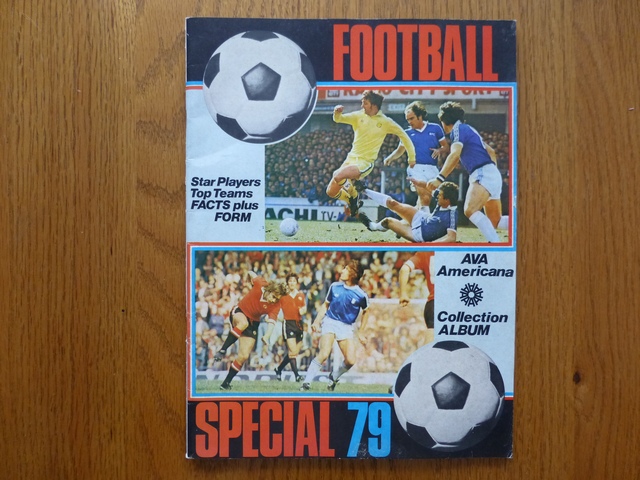 FOOTBALL
Star Players
Top Teams
FACTS plus
FORM
AVA
Americana
Collection
ALBUM
SPECIAL 79